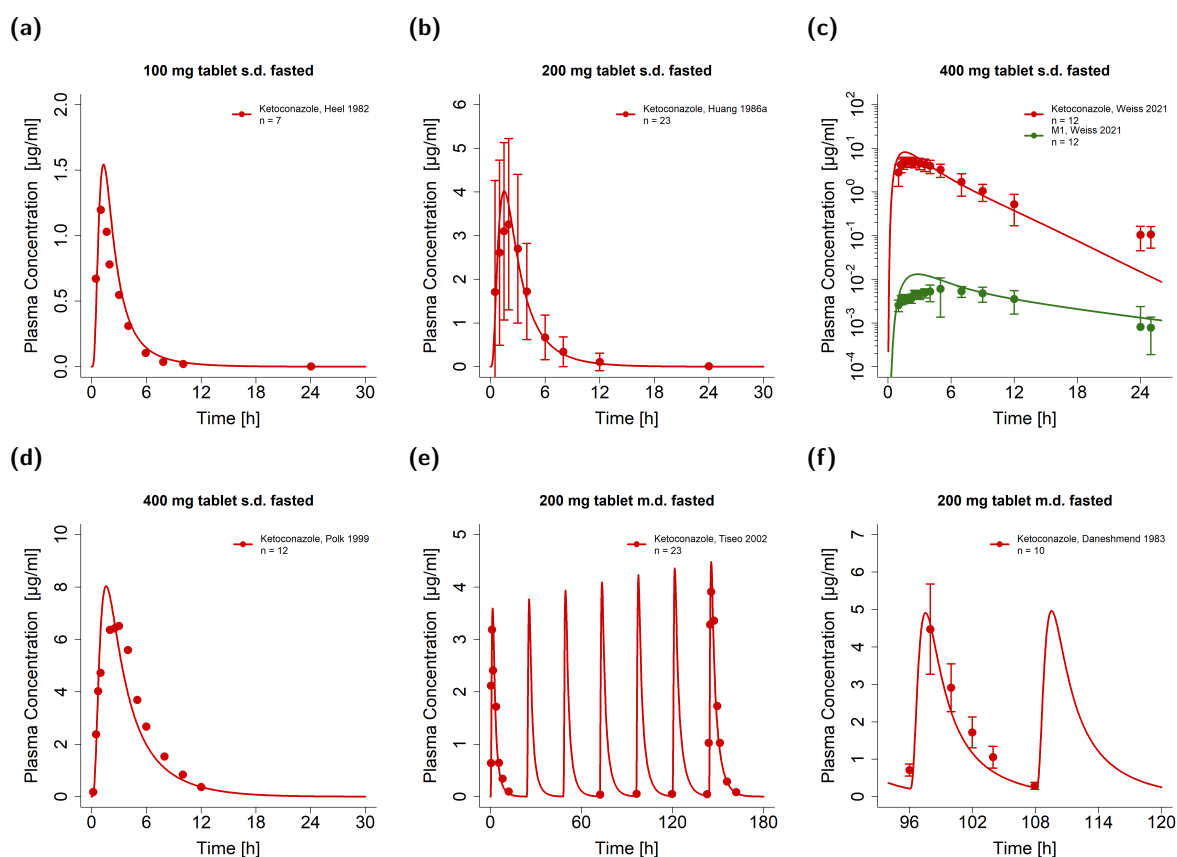 (a)
100 mg tablet s.d. fasted
Ketoconazole, Heel 1982
n = 7
Plasma Concentration [µg/ml]
2.0
1.5
1.0
0.5
0.0
0 6 12 18 24 30
Time [h]
(b)
200 mg tablet s.d. fasted
Ketoconazole, Huang 1986a
n = 23
Plasma Concentration [µg/ml]
6
5
4
3
2
1
0
0 6 12 18 24 30
Time [h]
(c)
400 mg tablet s.d. fasted
Ketoconazole, Weiss 2021
n = 12
M1, Weiss 2021
n = 12
Plasma Concentration [µg/ml]
10²
10¹
10⁰
10⁻¹
10⁻²
10⁻³
10⁻⁴
0 6 12 18 24
Time [h]
(d)
400 mg tablet s.d. fasted
Ketoconazole, Polk 1999
n = 12
Plasma Concentration [µg/ml]
10
8
6
4
2
0
0 6 12 18 24 30
Time [h]
(e)
200 mg tablet m.d. fasted
Ketoconazole, Tiseo 2002
n = 23
Plasma Concentration [µg/ml]
5
4
3
2
1
0
0 60 120 180
Time [h]
(f)
200 mg tablet m.d. fasted
Ketoconazole, Daneshmend 1983
n = 10
Plasma Concentration [µg/ml]
7
6
5
4
3
2
1
0
96 102 108 114 120
Time [h]